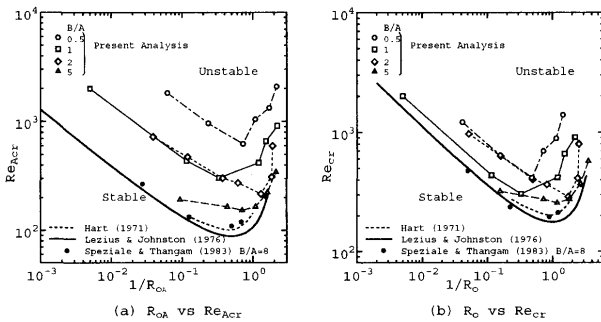 (a)
B/A
0.5
1
2
5
Present Analysis
Unstable
Stable
Hart (1971)
Lezius & Johnston (1976)
Speziale & Thangam (1983) B/A=8
10³
10²
Re_Acr
10⁻³ 10⁻² 10⁻¹ 10⁰
1/R_OA
(a) R_OA vs Re_Acr
(b)
B/A
0.5
1
2
5
Present Analysis
Unstable
Stable
Hart (1971)
Lezius & Johnston (1976)
Speziale & Thangam (1983) B/A=8
10⁴
10³
10²
Re_cr
10⁻³ 10⁻² 10⁻¹ 10⁰
1/R_O
(b) R_O vs Re_cr